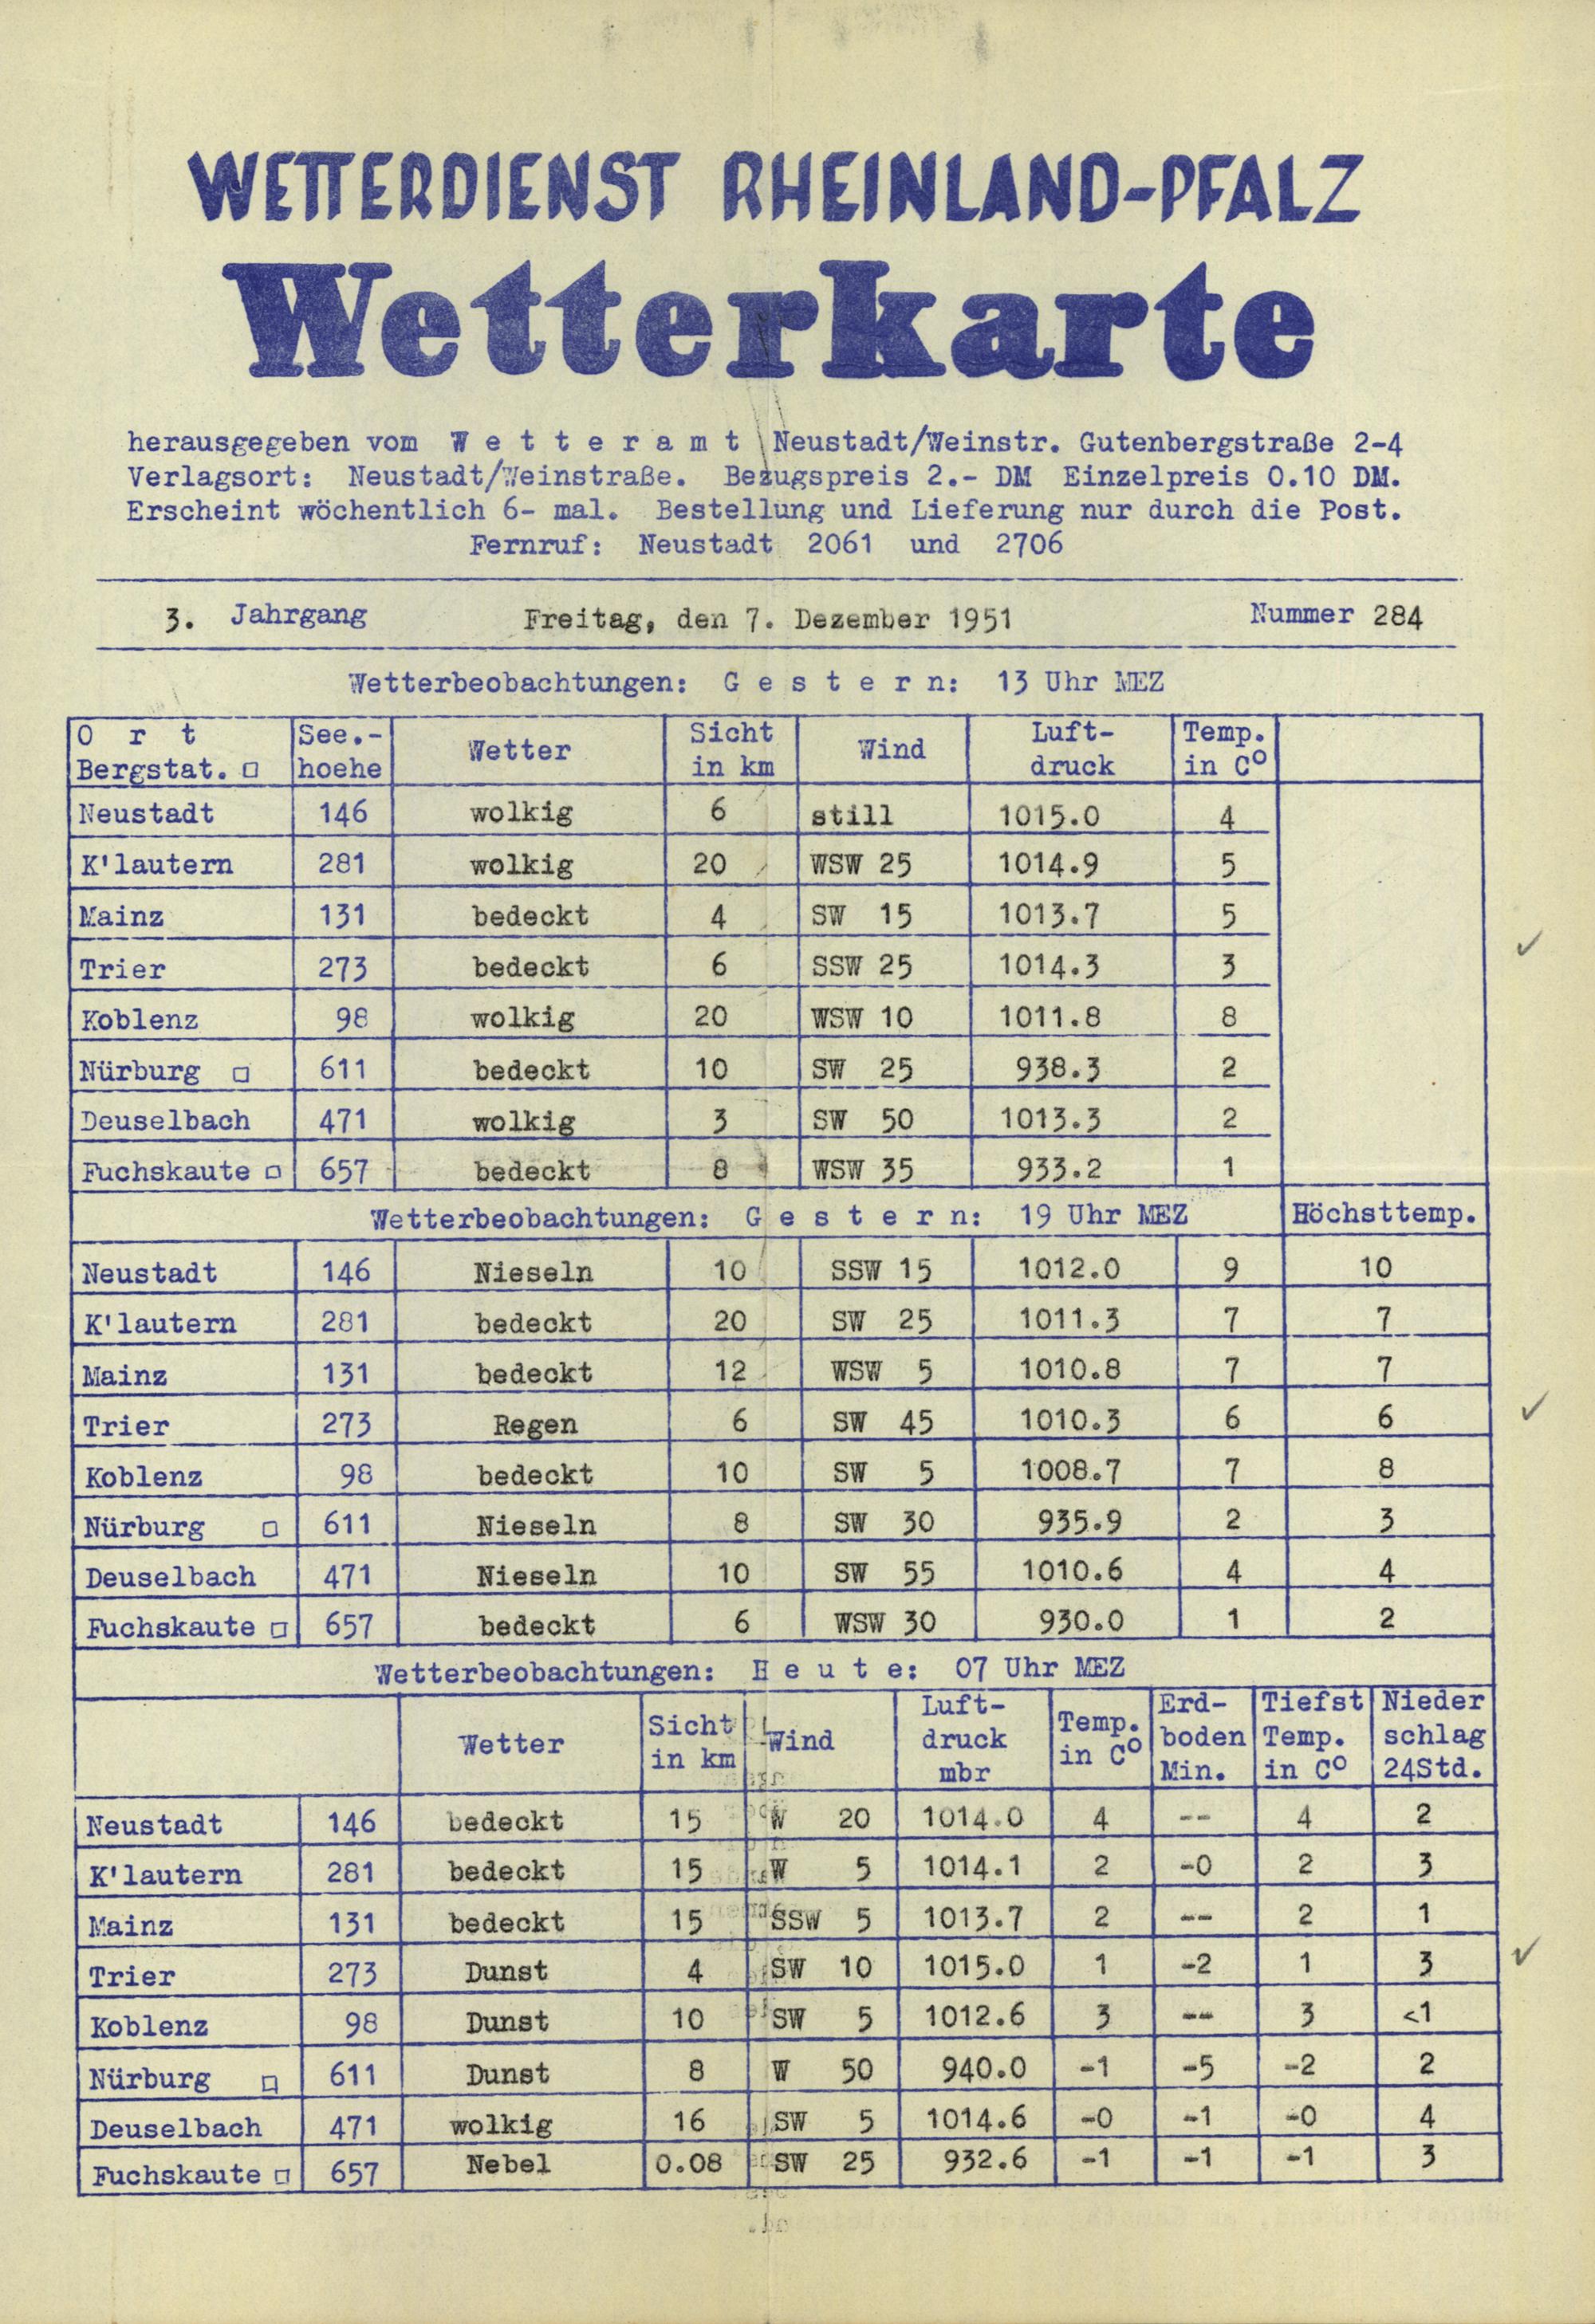 WETTERDIENST RHEINLAND-PFALZ
Wetterkarte
herausgegeben vom W e t t e r a m t Neustadt/Weinstr. Gutenbergstraße 2-4
Verlagsort: Neustadt/Weinstraße. Bezugspreis 2.- DM Einzelpreis 0.10 DM.
Erscheint wöchentlich 6- mal. Bestellung und Lieferung nur durch die Post.
Fernruf: Neustadt 2061 und 2706
3. Jahrgang Freitag, den 7. Dezember 1951 Nummer 284
Wetterbeobachtungen: G e s t e r n: 13 Uhr MEZ
O r t See.- Wetter Sicht Wind Luft- Temp.
Bergstat. □ hoehe in km druck in C°
Neustadt 146 wolkig 6 still 1015.0 4
K'lautern 281 wolkig 20 WSW 25 1014.9 5
Mainz 131 bedeckt 4 SW 15 1013.7 5
Trier 273 bedeckt 6 SSW 25 1014.3 3
Koblenz 98 wolkig 20 WSW 10 1011.8 8
Nürburg □ 611 bedeckt 10 SW 25 938.3 2
Deuselbach 471 wolkig 3 SW 50 1013.3 2
Fuchskaute □ 657 bedeckt 8 WSW 35 933.2 1
Wetterbeobachtungen: G e s t e r n: 19 Uhr MEZ Höchsttemp.
Neustadt 146 Nieseln 10 SSW 15 1012.0 9 10
K'lautern 281 bedeckt 20 SW 25 1011.3 7 7
Mainz 131 bedeckt 12 WSW 5 1010.8 7 7
Trier 273 Regen 6 SW 45 1010.3 6 6
Koblenz 98 bedeckt 10 SW 5 1008.7 7 8
Nürburg □ 611 Nieseln 8 SW 30 935.9 2 3
Deuselbach 471 Nieseln 10 SW 55 1010.6 4 4
Fuchskaute □ 657 bedeckt 6 WSW 30 930.0 1 2
Wetterbeobachtungen: H e u t e: 07 Uhr MEZ
Wetter Sicht Wind Luft- Temp. Erd- Tiefst Nieder
in km druck in C° boden Temp. schlag
mbr Min. in C° 24Std.
Neustadt 146 bedeckt 15 W 20 1014.0 4 -- 4 2
K'lautern 281 bedeckt 15 W 5 1014.1 2 -0 2 3
Mainz 131 bedeckt 15 SSW 5 1013.7 2 -- 2 1
Trier 273 Dunst 4 SW 10 1015.0 1 -2 1 3
Koblenz 98 Dunst 10 SW 5 1012.6 3 -- 3 <1
Nürburg □ 611 Dunst 8 W 50 940.0 -1 -5 -2 2
Deuselbach 471 wolkig 16 SW 5 1014.6 -0 -1 -0 4
Fuchskaute □ 657 Nebel 0.08 SW 25 932.6 -1 -1 -1 3